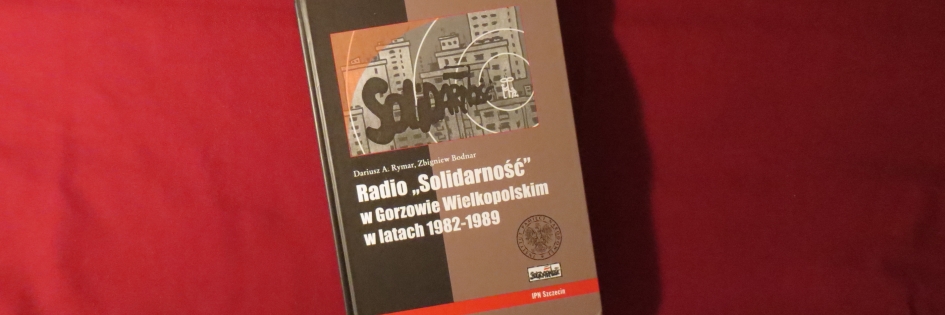 SOLIDARNOŚĆ
Dariusz A. Rymar, Zbigniew Bodnar
Radio „Solidarność”
w Gorzowie Wielkopolskim
w latach 1982-1989
IPN Szczecin